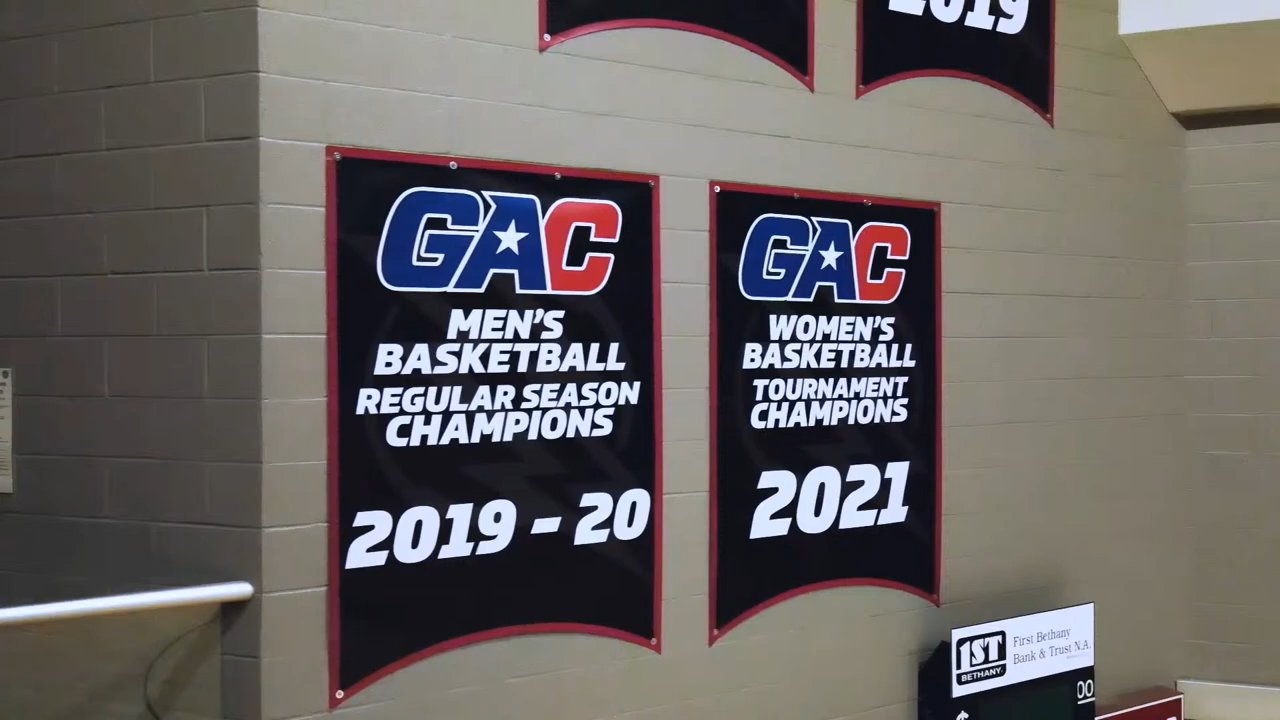 2019
GAC
MEN'S
BASKETBALL
REGULAR SEASON
CHAMPIONS
2019 - 20
GAC
WOMEN'S
BASKETBALL
TOURNAMENT
CHAMPIONS
2021
1ST
BETHANY
First Bethany
Bank & Trust N.A.
00